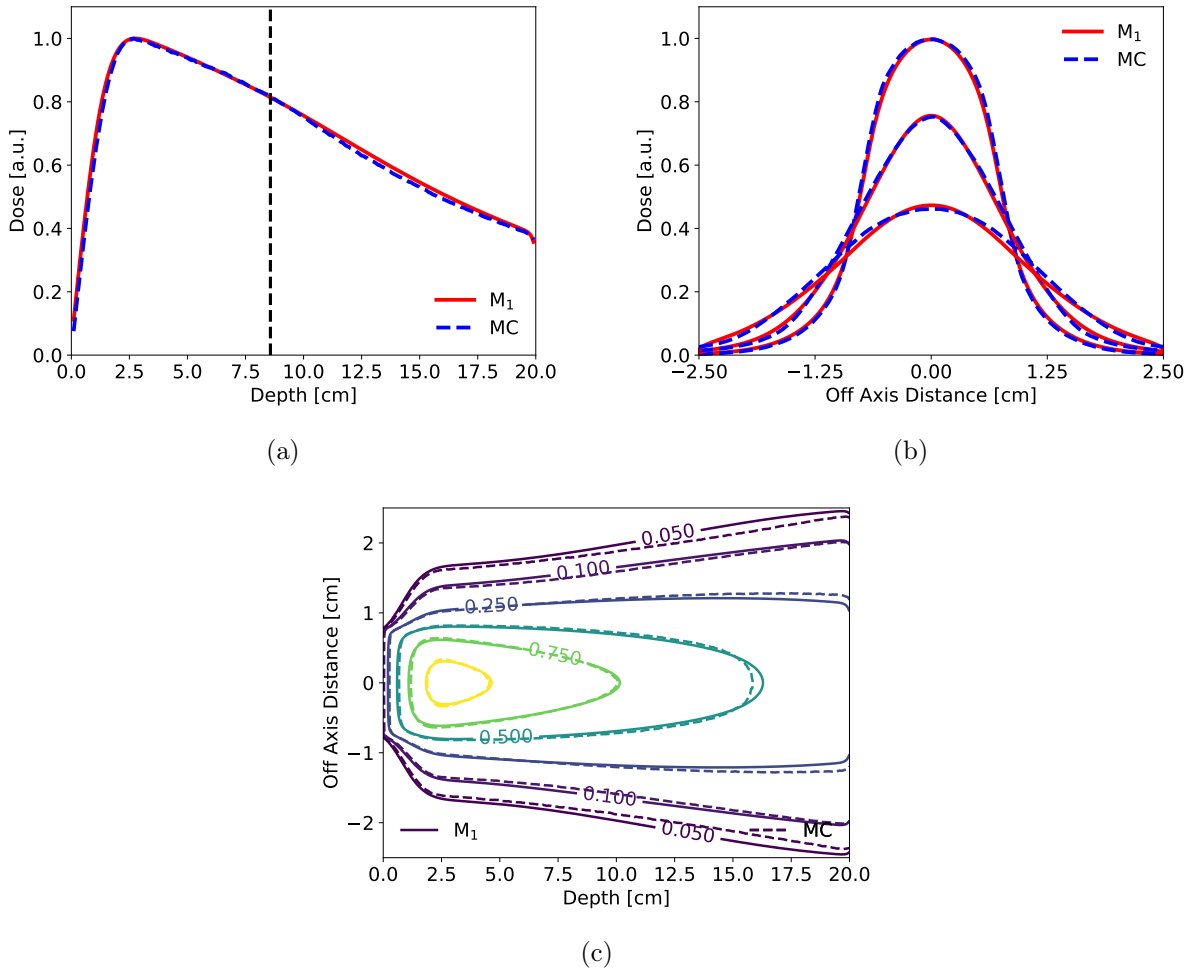 1.0
0.8
0.6
0.4
0.2
0.0
Dose [a.u.]
M₁
MC
0.0 2.5 5.0 7.5 10.0 12.5 15.0 17.5 20.0
Depth [cm]
(a)
1.0
0.8
0.6
0.4
0.2
0.0
Dose [a.u.]
M₁
MC
−2.50 −1.25 0.00 1.25 2.50
Off Axis Distance [cm]
(b)
2
1
0
−1
−2
Off Axis Distance [cm]
0.050
0.100
0.250
0.750
0.500
0.100
0.050
M₁
MC
0.0 2.5 5.0 7.5 10.0 12.5 15.0 17.5 20.0
Depth [cm]
(c)